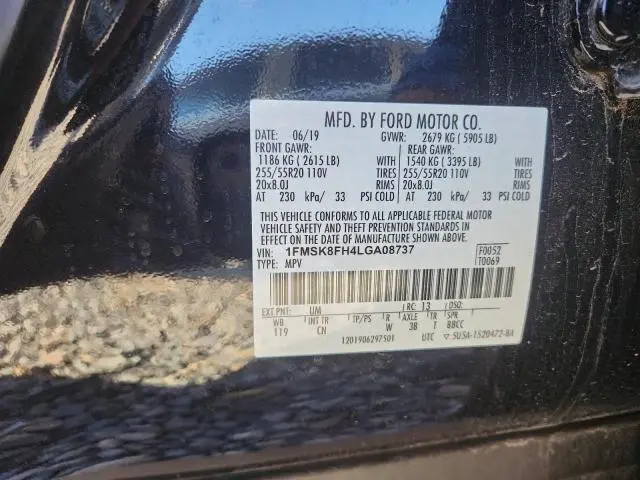 MFD. BY FORD MOTOR CO.
DATE: 06/19 GVWR: 2679 KG ( 5905 LB)
FRONT GAWR: REAR GAWR:
1186 KG ( 2615 LB) WITH 1540 KG ( 3395 LB) WITH
255/55R20 110V TIRES 255/55R20 110V TIRES
20x8.0J RIMS 20x8.0J RIMS
AT 230 kPa/ 33 PSI COLD AT 230 kPa/ 33 PSI COLD
THIS VEHICLE CONFORMS TO ALL APPLICABLE FEDERAL MOTOR
VEHICLE SAFETY AND THEFT PREVENTION STANDARDS IN
EFFECT ON THE DATE OF MANUFACTURE SHOWN ABOVE.
VIN: 1FMSK8FH4LGA08737 F0052
TYPE: MPV T0069
EXT PNT: UM RC: 13 DSO:
WB INT TR TP/PS R AXLE TR SPR
119 CN W 3B T BBCC
1201906297501 UTC 5U5A-1520472-BA